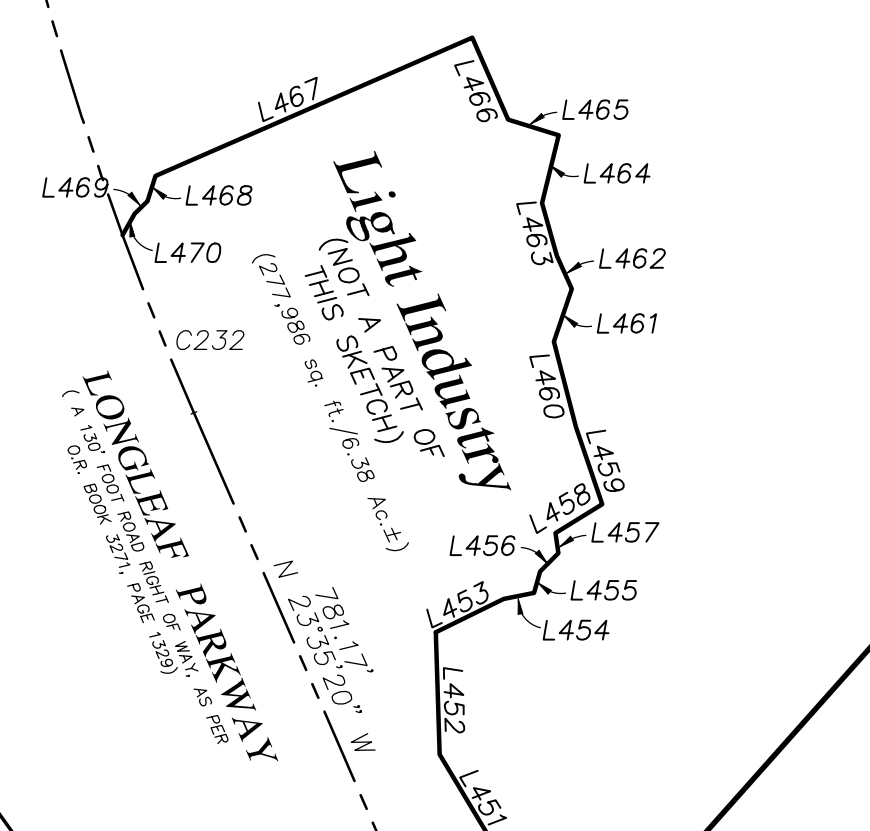 L467
L466
L465
L464
L469
L468
L470
L463
L462
L461
C232
L460
L459
L458
L457
L456
L455
L454
L453
L452
L451
Light Industry
(NOT A PART OF
THIS SKETCH)
(277,986 sq. ft./6.38 Ac.±)
LONGLEAF PARKWAY
( A 130' FOOT ROAD RIGHT OF WAY, AS PER
O.R. BOOK 3271, PAGE 1329)
781.17'
N 23°35'20" W